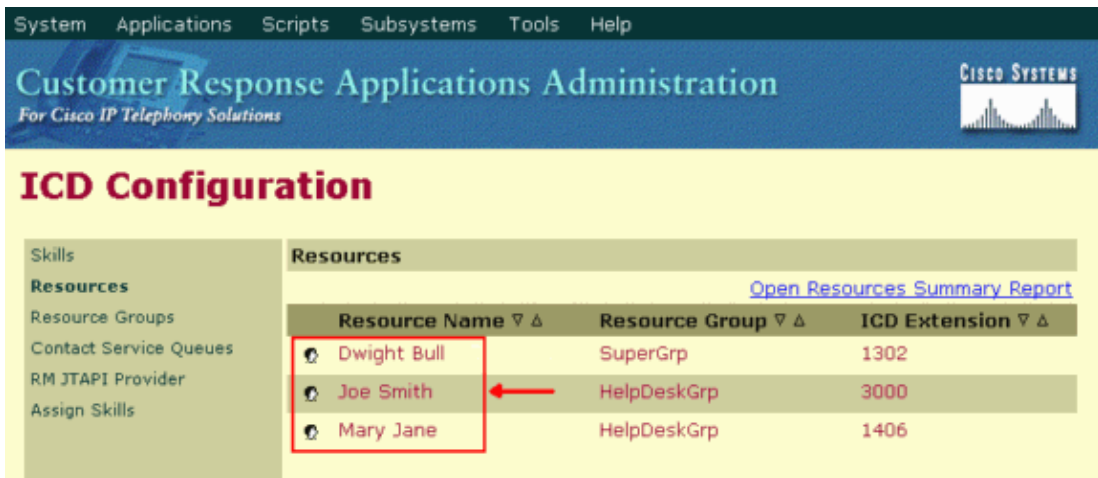 System Applications Scripts Subsystems Tools Help
Customer Response Applications Administration
For Cisco IP Telephony Solutions
CISCO SYSTEMS
ICD Configuration
Skills
Resources
Resource Groups
Contact Service Queues
RM JTAPI Provider
Assign Skills
Resources
Open Resources Summary Report
Resource Name ∇ Δ Resource Group ∇ Δ ICD Extension ∇ Δ
Dwight Bull SuperGrp 1302
Joe Smith HelpDeskGrp 3000
Mary Jane HelpDeskGrp 1406